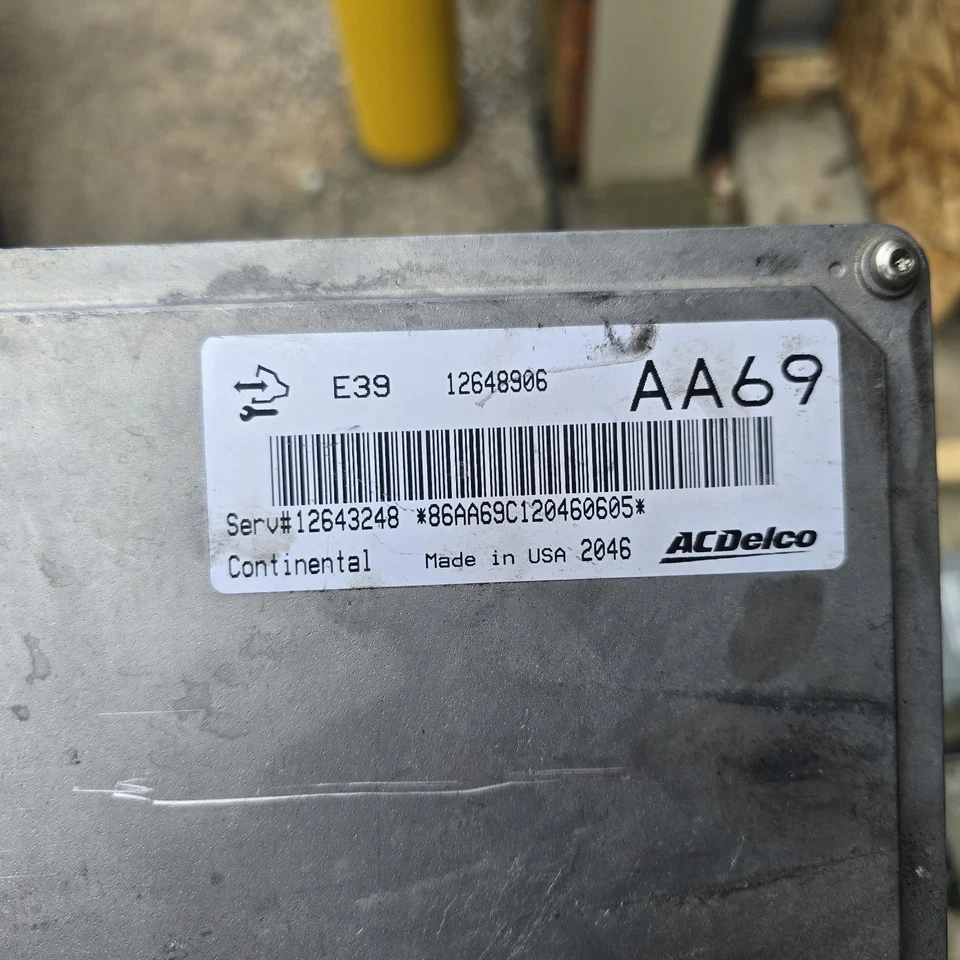 E39 12648906 AA69
Serv#12643248 *86AA69C120460605*
Continental Made in USA 2046 ACDelco